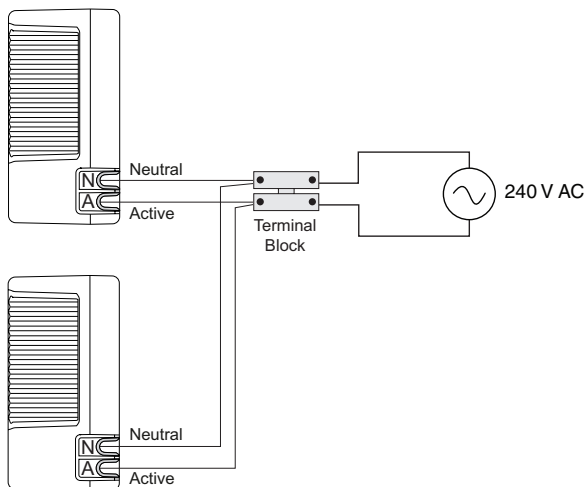 Neutral
N
A
Active
Terminal
Block
240 V AC
Neutral
N
A
Active